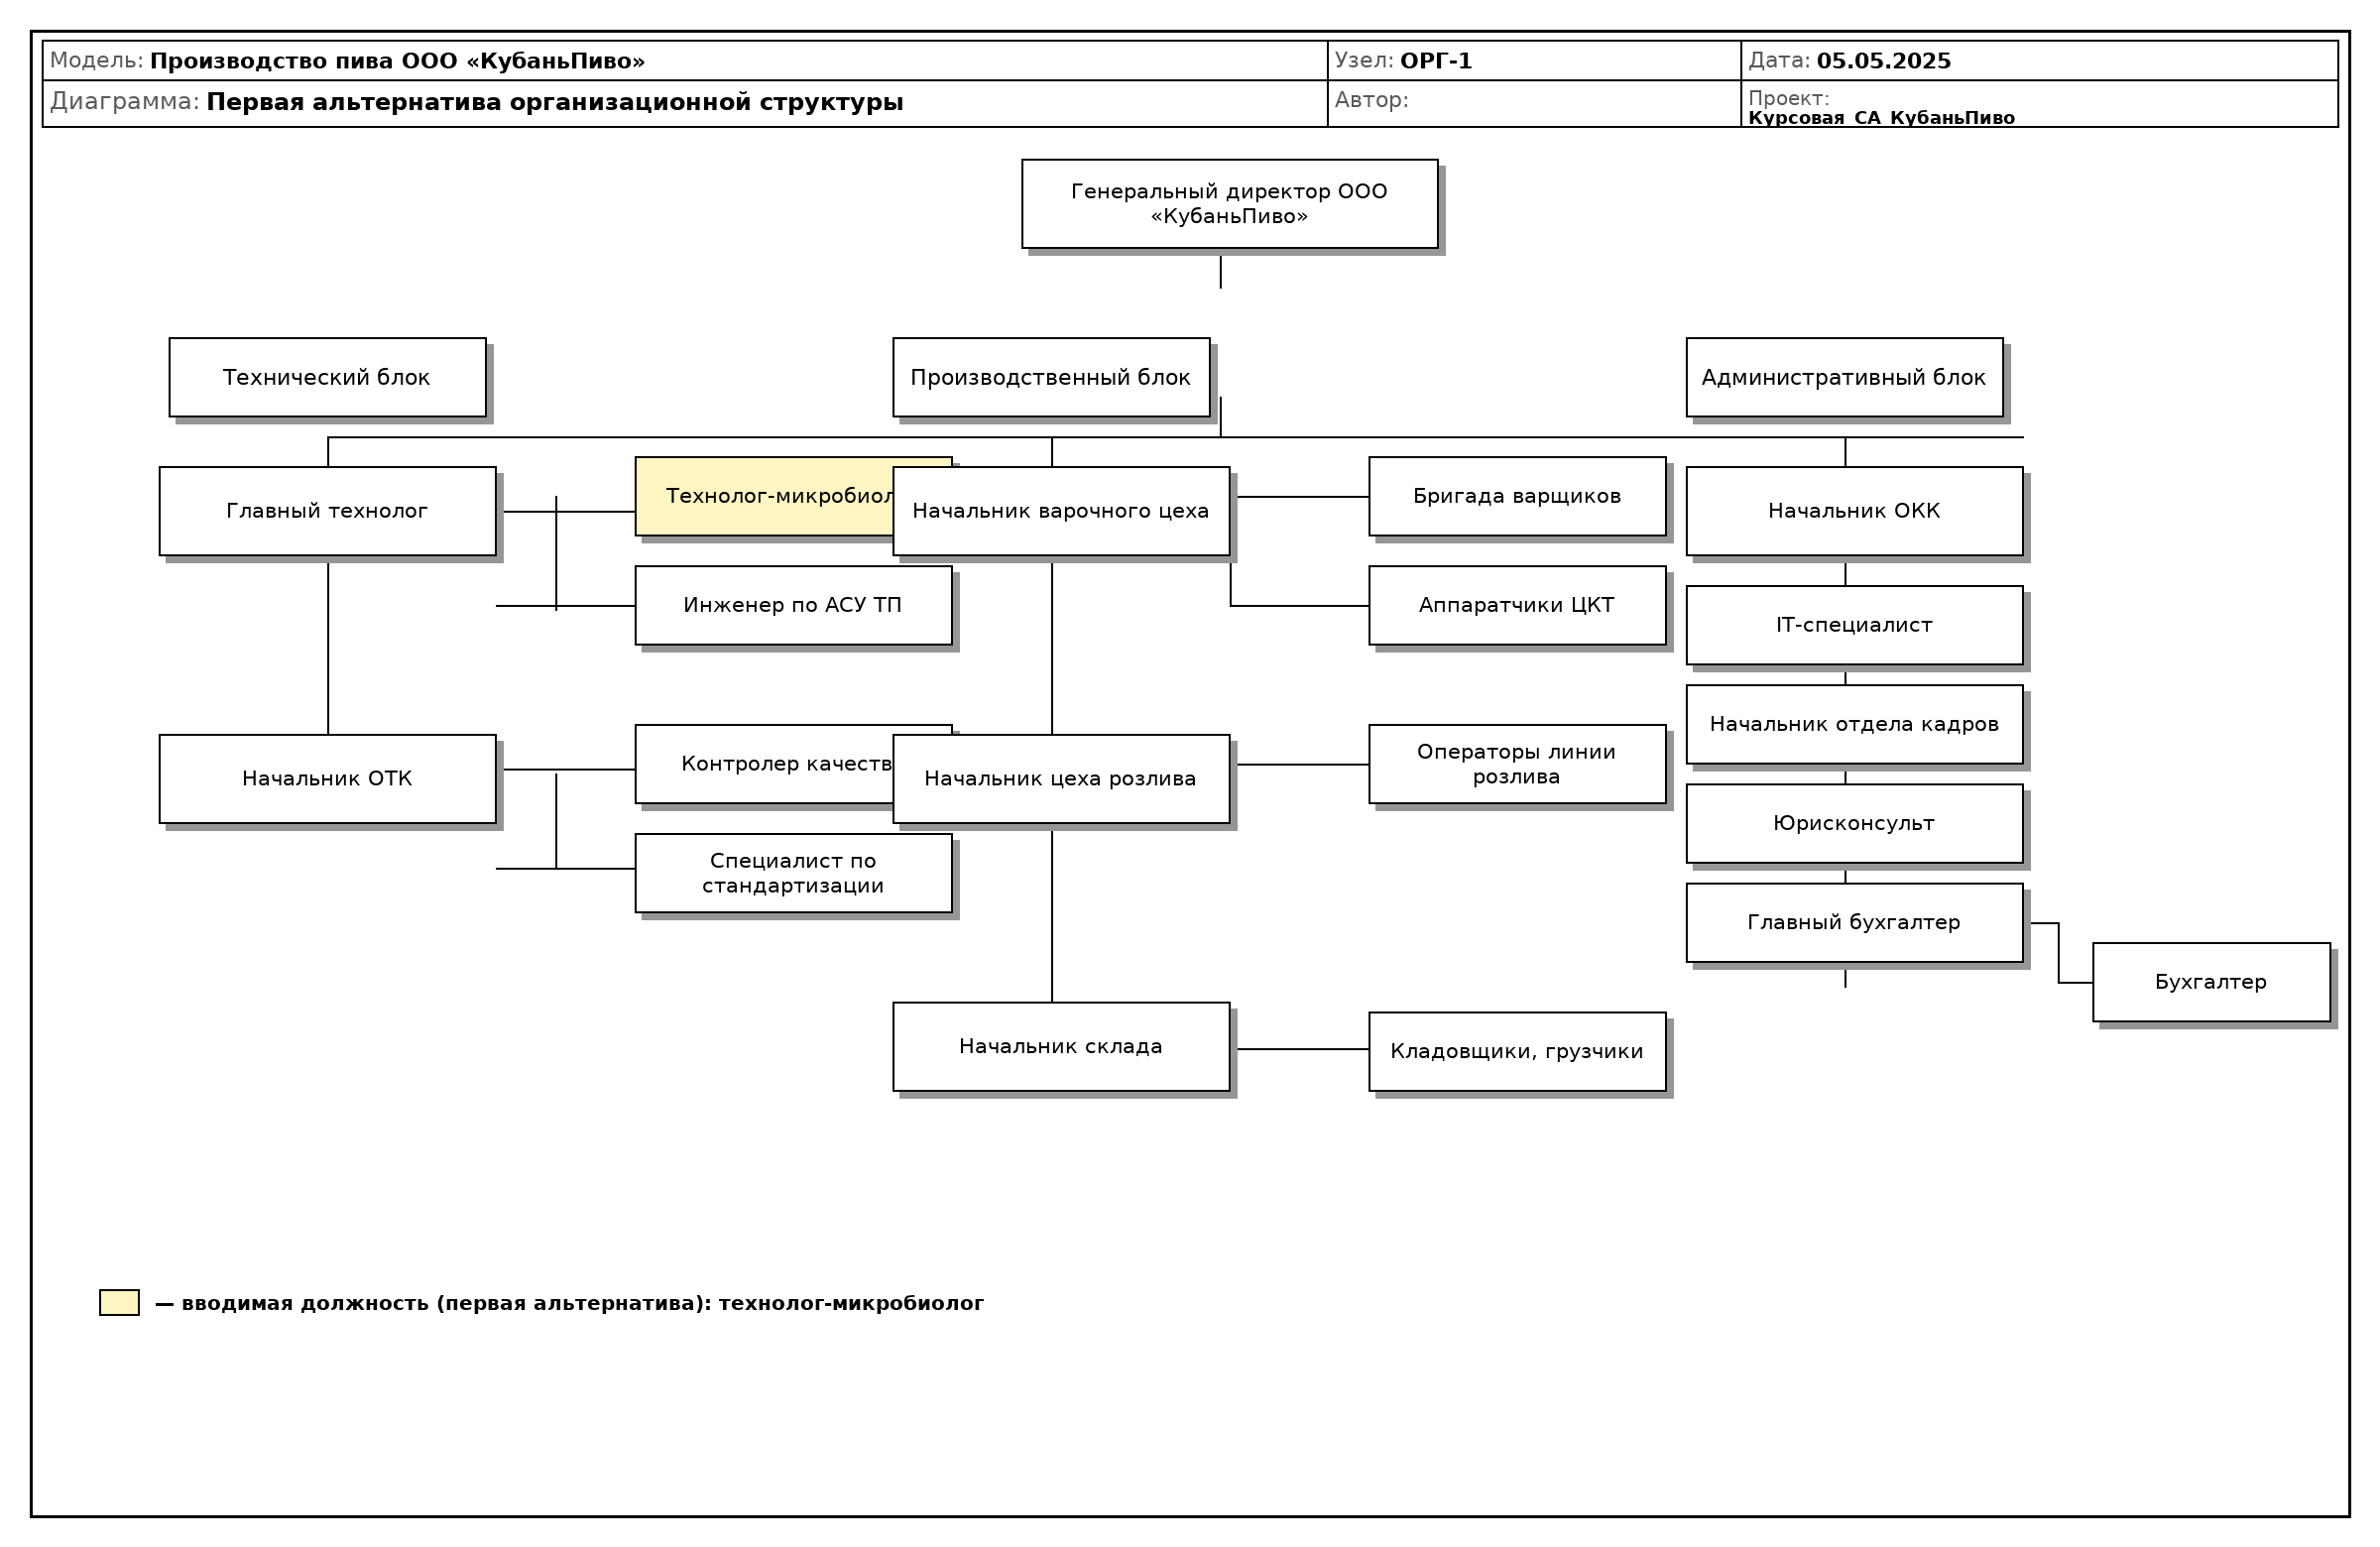 Модель: Производство пива ООО «КубаньПиво»
Узел: ОРГ-1
Дата: 05.05.2025
Диаграмма: Первая альтернатива организационной структуры
Автор:
Проект:
Курсовая_СА_КубаньПиво
Генеральный директор ООО
«КубаньПиво»
Технический блок
Производственный блок
Административный блок
Главный технолог
Технолог-микробиол
Начальник варочного цеха
Бригада варщиков
Начальник ОКК
Инженер по АСУ ТП
Аппаратчики ЦКТ
IT-специалист
Начальник отдела кадров
Начальник ОТК
Контролер качеств
Начальник цеха розлива
Операторы линии
розлива
Юрисконсульт
Специалист по
стандартизации
Главный бухгалтер
Бухгалтер
Начальник склада
Кладовщики, грузчики
— вводимая должность (первая альтернатива): технолог-микробиолог